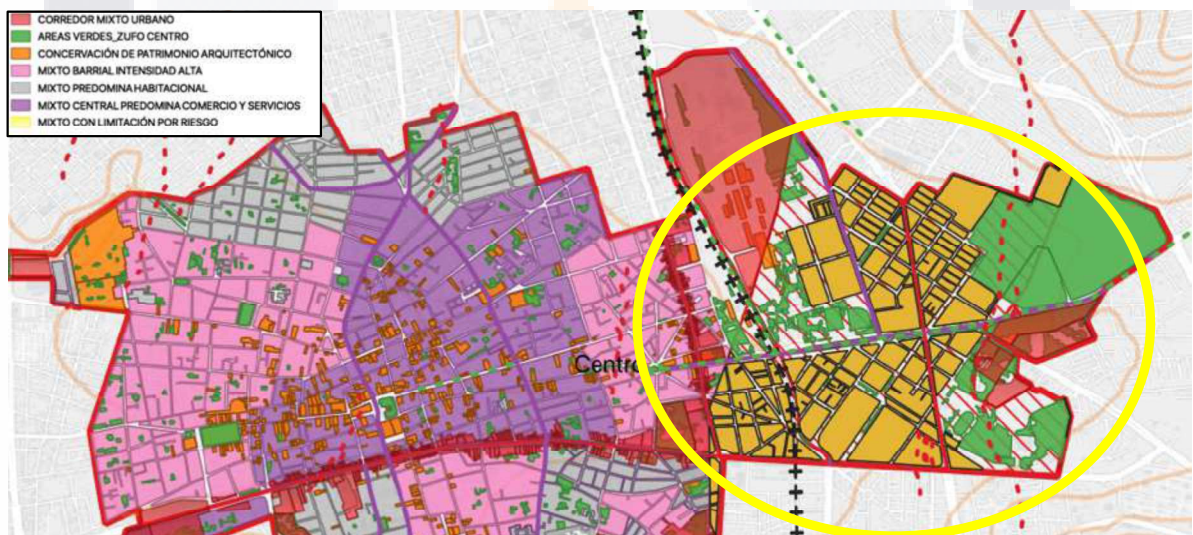 CORREDOR MIXTO URBANO
AREAS VERDES_ZUFO CENTRO
CONCERVACIÓN DE PATRIMONIO ARQUITECTÓNICO
MIXTO BARRIAL INTENSIDAD ALTA
MIXTO PREDOMINA HABITACIONAL
MIXTO CENTRAL PREDOMINA COMERCIO Y SERVICIOS
MIXTO CON LIMITACIÓN POR RIESGO
Centro